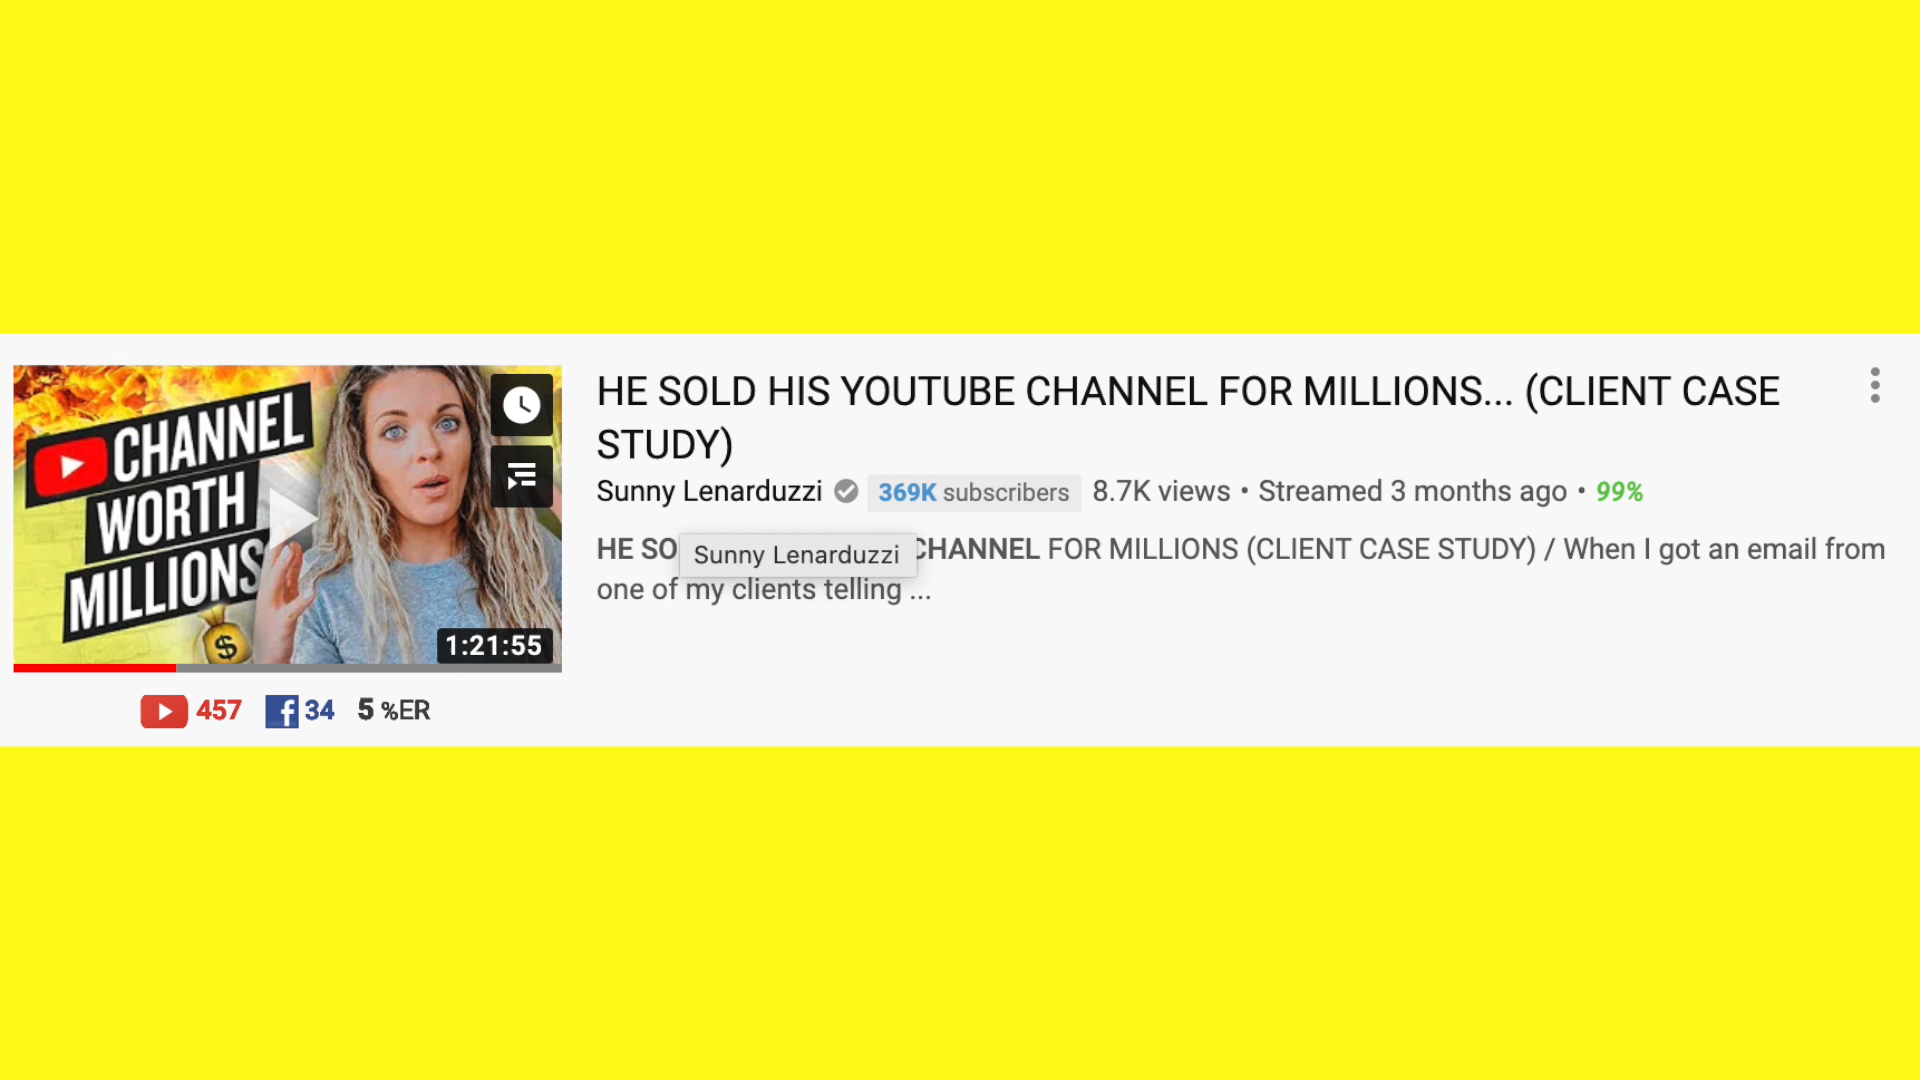 CHANNEL
WORTH
MILLIONS
$
1:21:55
457 f 34 5 %ER
HE SOLD HIS YOUTUBE CHANNEL FOR MILLIONS... (CLIENT CASE
STUDY)
Sunny Lenarduzzi 369K subscribers 8.7K views • Streamed 3 months ago • 99%
HE SO CHANNEL FOR MILLIONS (CLIENT CASE STUDY) / When I got an email from
Sunny Lenarduzzi
one of my clients telling ...